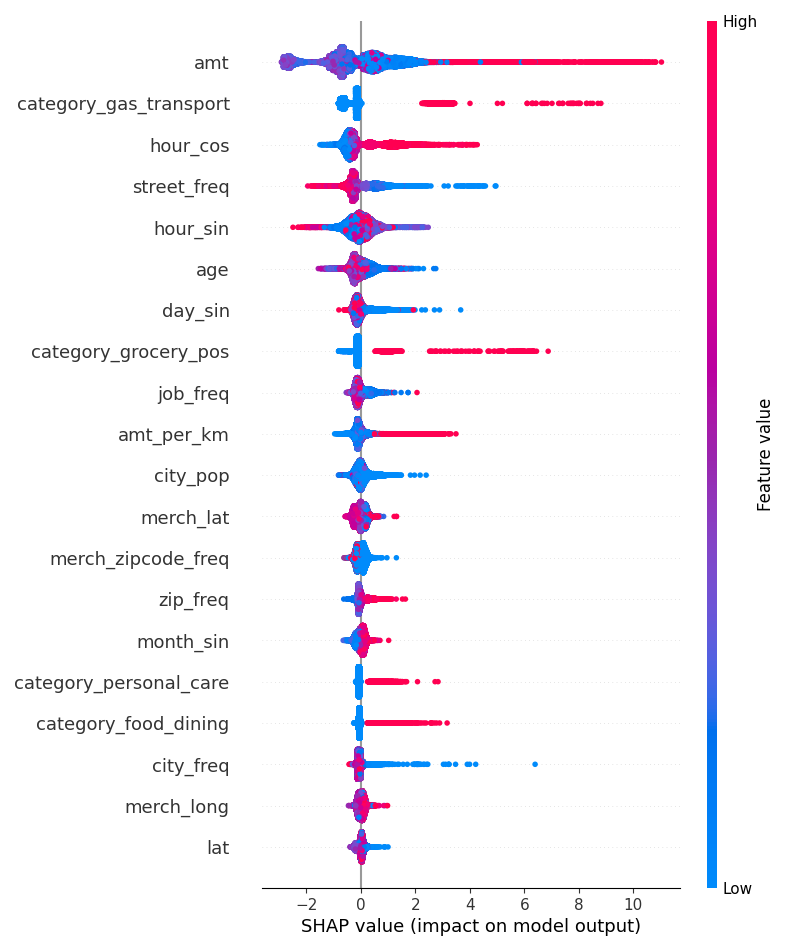 High
amt
category_gas_transport
hour_cos
street_freq
hour_sin
age
day_sin
category_grocery_pos
job_freq
amt_per_km
city_pop
merch_lat
merch_zipcode_freq
zip_freq
month_sin
category_personal_care
category_food_dining
city_freq
merch_long
lat
Feature value
Low
−2 0 2 4 6 8 10
SHAP value (impact on model output)